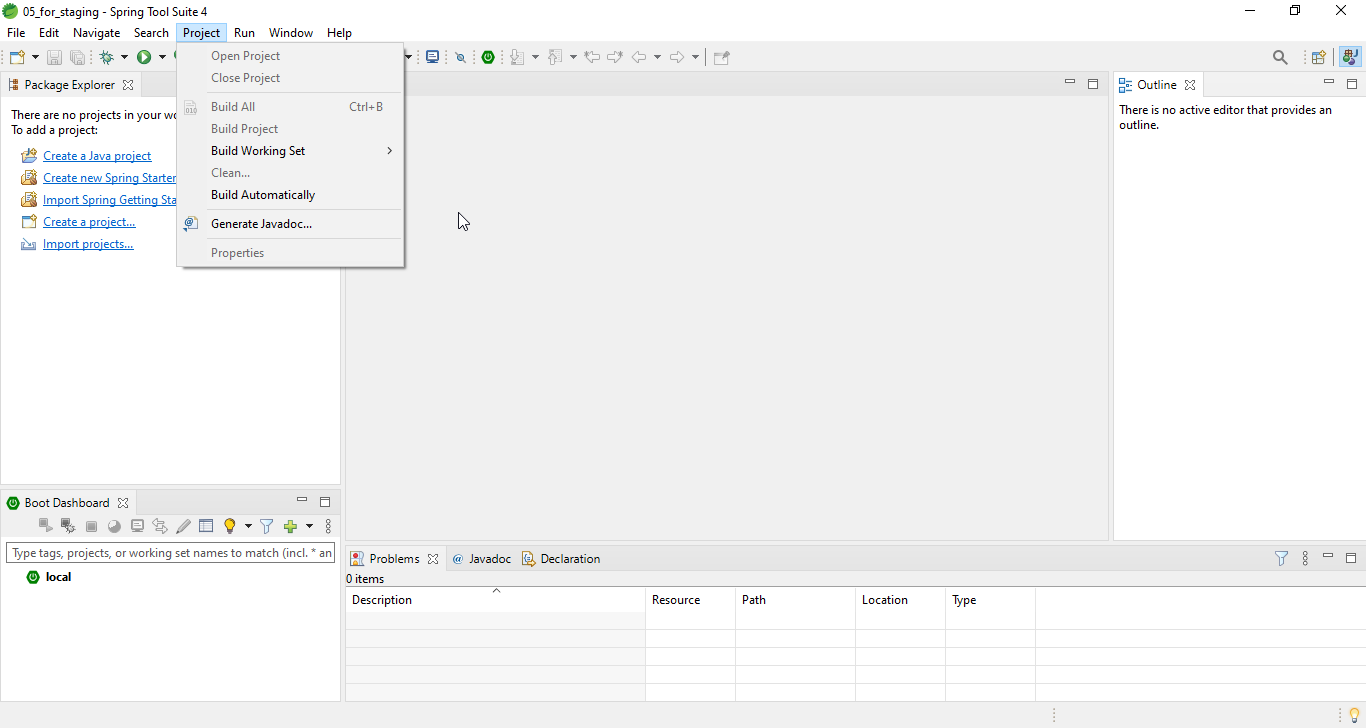 05_for_staging - Spring Tool Suite 4
File Edit Navigate Search Project Run Window Help
Package Explorer
There are no projects in your
To add a project:
Create a Java project
Create new Spring Starter
Import Spring Getting
Create a project...
Import projects...
Open Project
Close Project
Build All Ctrl+B
Build Project
Build Working Set
Clean...
Build Automatically
Generate Javadoc...
Properties
Outline
There is no active editor that provides an
outline.
Boot Dashboard
Type tags, projects, or working set names to match (incl. * an
local
Problems @ Javadoc Declaration
0 items
Description Resource Path Location Type